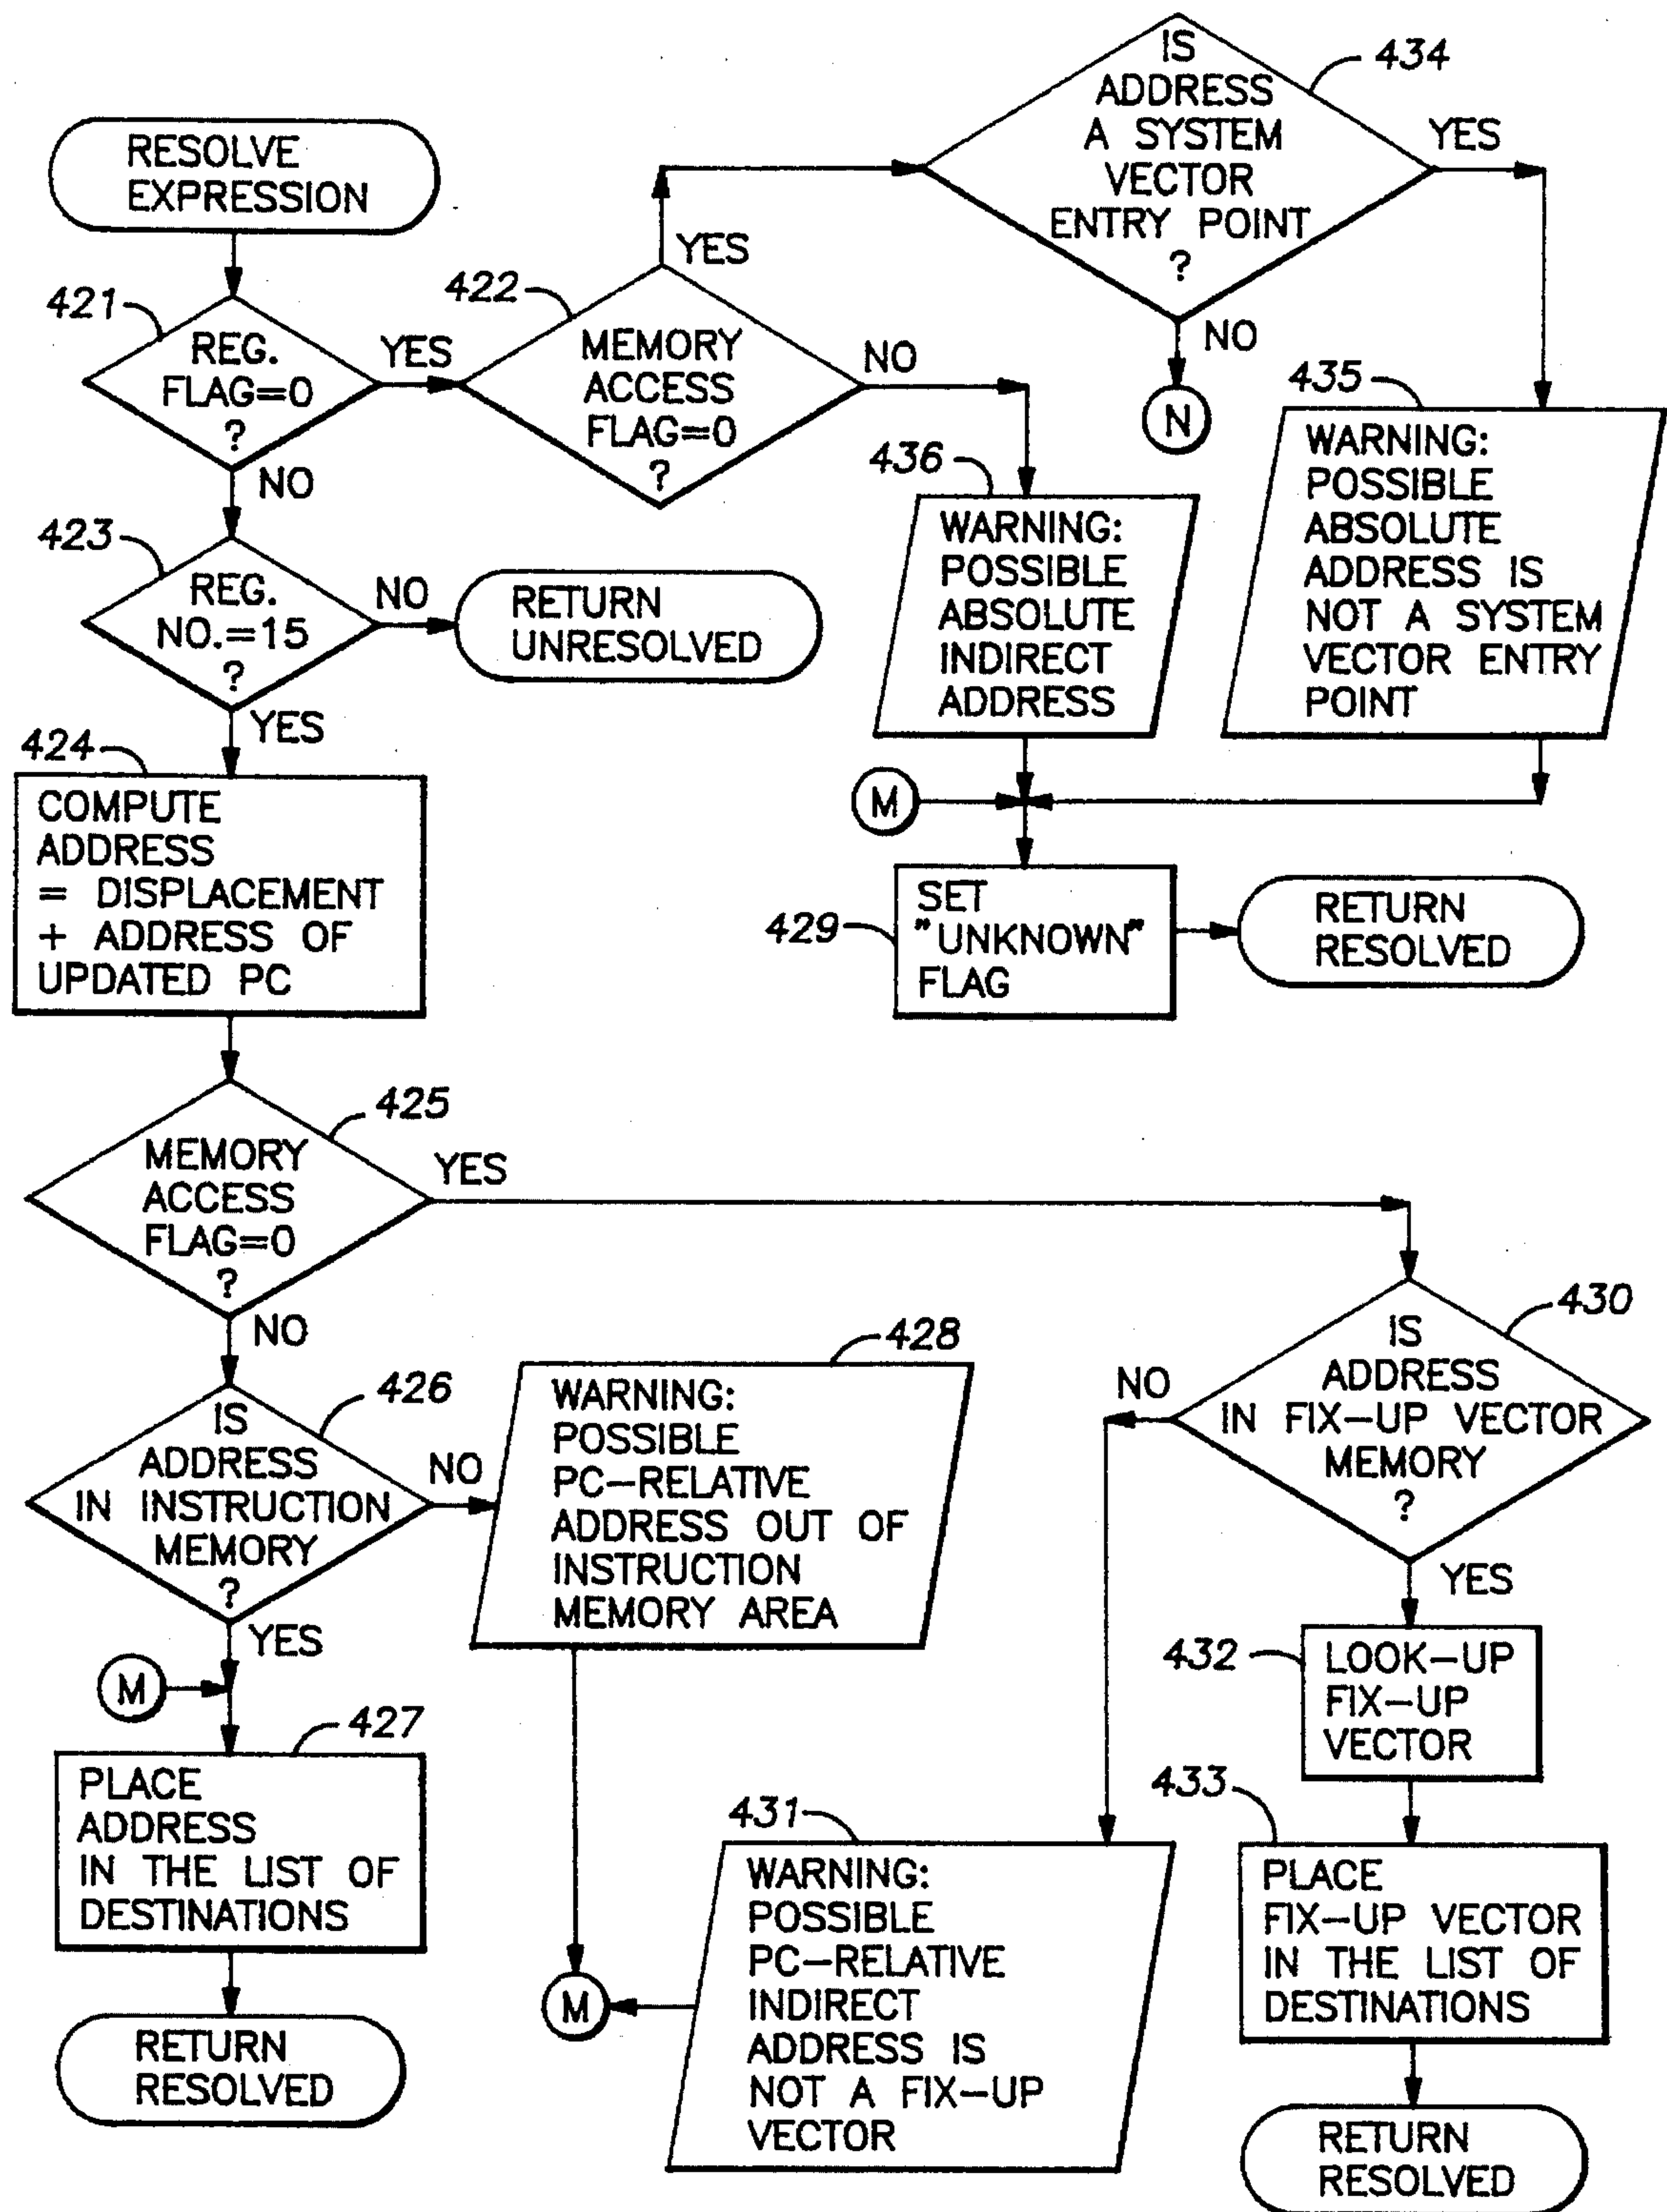 RESOLVE
EXPRESSION
421
REG.
FLAG=0
?
YES
NO
422
MEMORY
ACCESS
FLAG=0
?
YES
NO
434
IS
ADDRESS
A SYSTEM
VECTOR
ENTRY POINT
?
YES
NO
N
435
WARNING:
POSSIBLE
ABSOLUTE
ADDRESS IS
NOT A SYSTEM
VECTOR ENTRY
POINT
436
WARNING:
POSSIBLE
ABSOLUTE
INDIRECT
ADDRESS
M
429
SET
"UNKNOWN"
FLAG
RETURN
RESOLVED
423
REG.
NO.=15
?
NO
YES
RETURN
UNRESOLVED
424
COMPUTE
ADDRESS
= DISPLACEMENT
+ ADDRESS OF
UPDATED PC
425
MEMORY
ACCESS
FLAG=0
?
YES
NO
426
IS
ADDRESS
IN INSTRUCTION
MEMORY
?
NO
YES
428
WARNING:
POSSIBLE
PC-RELATIVE
ADDRESS OUT OF
INSTRUCTION
MEMORY AREA
430
IS
ADDRESS
IN FIX-UP VECTOR
MEMORY
?
NO
YES
M
427
PLACE
ADDRESS
IN THE LIST OF
DESTINATIONS
RETURN
RESOLVED
M
431
WARNING:
POSSIBLE
PC-RELATIVE
INDIRECT
ADDRESS IS
NOT A FIX-UP
VECTOR
432
LOOK-UP
FIX-UP
VECTOR
433
PLACE
FIX-UP VECTOR
IN THE LIST OF
DESTINATIONS
RETURN
RESOLVED